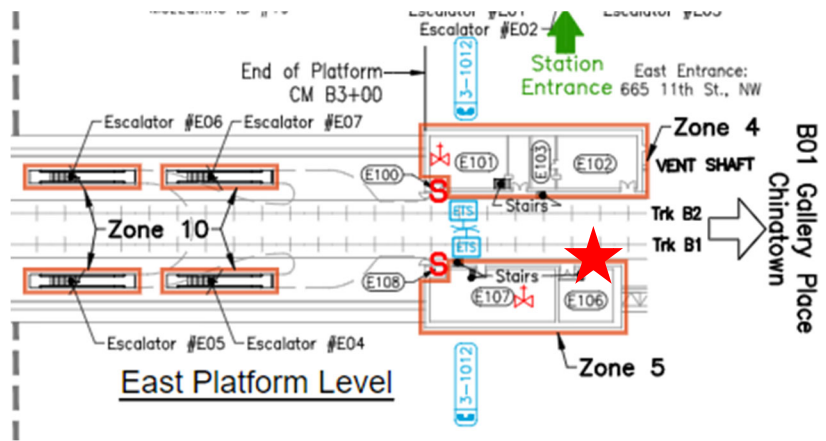 Escalator #E02
Station
Entrance
East Entrance:
665 11th St., NW
3-1012
End of Platform
CM B3+00
Escalator #E06
Escalator #E07
Zone 4
E100
E101
E103
E102
VENT SHAFT
S
Stairs
ETS
Trk B2
Zone 10
B01 Gallery Place
Chinatown
ETS
Trk B1
S
E108
Stairs
E107
E106
Escalator #E05
Escalator #E04
3-1012
Zone 5
East Platform Level